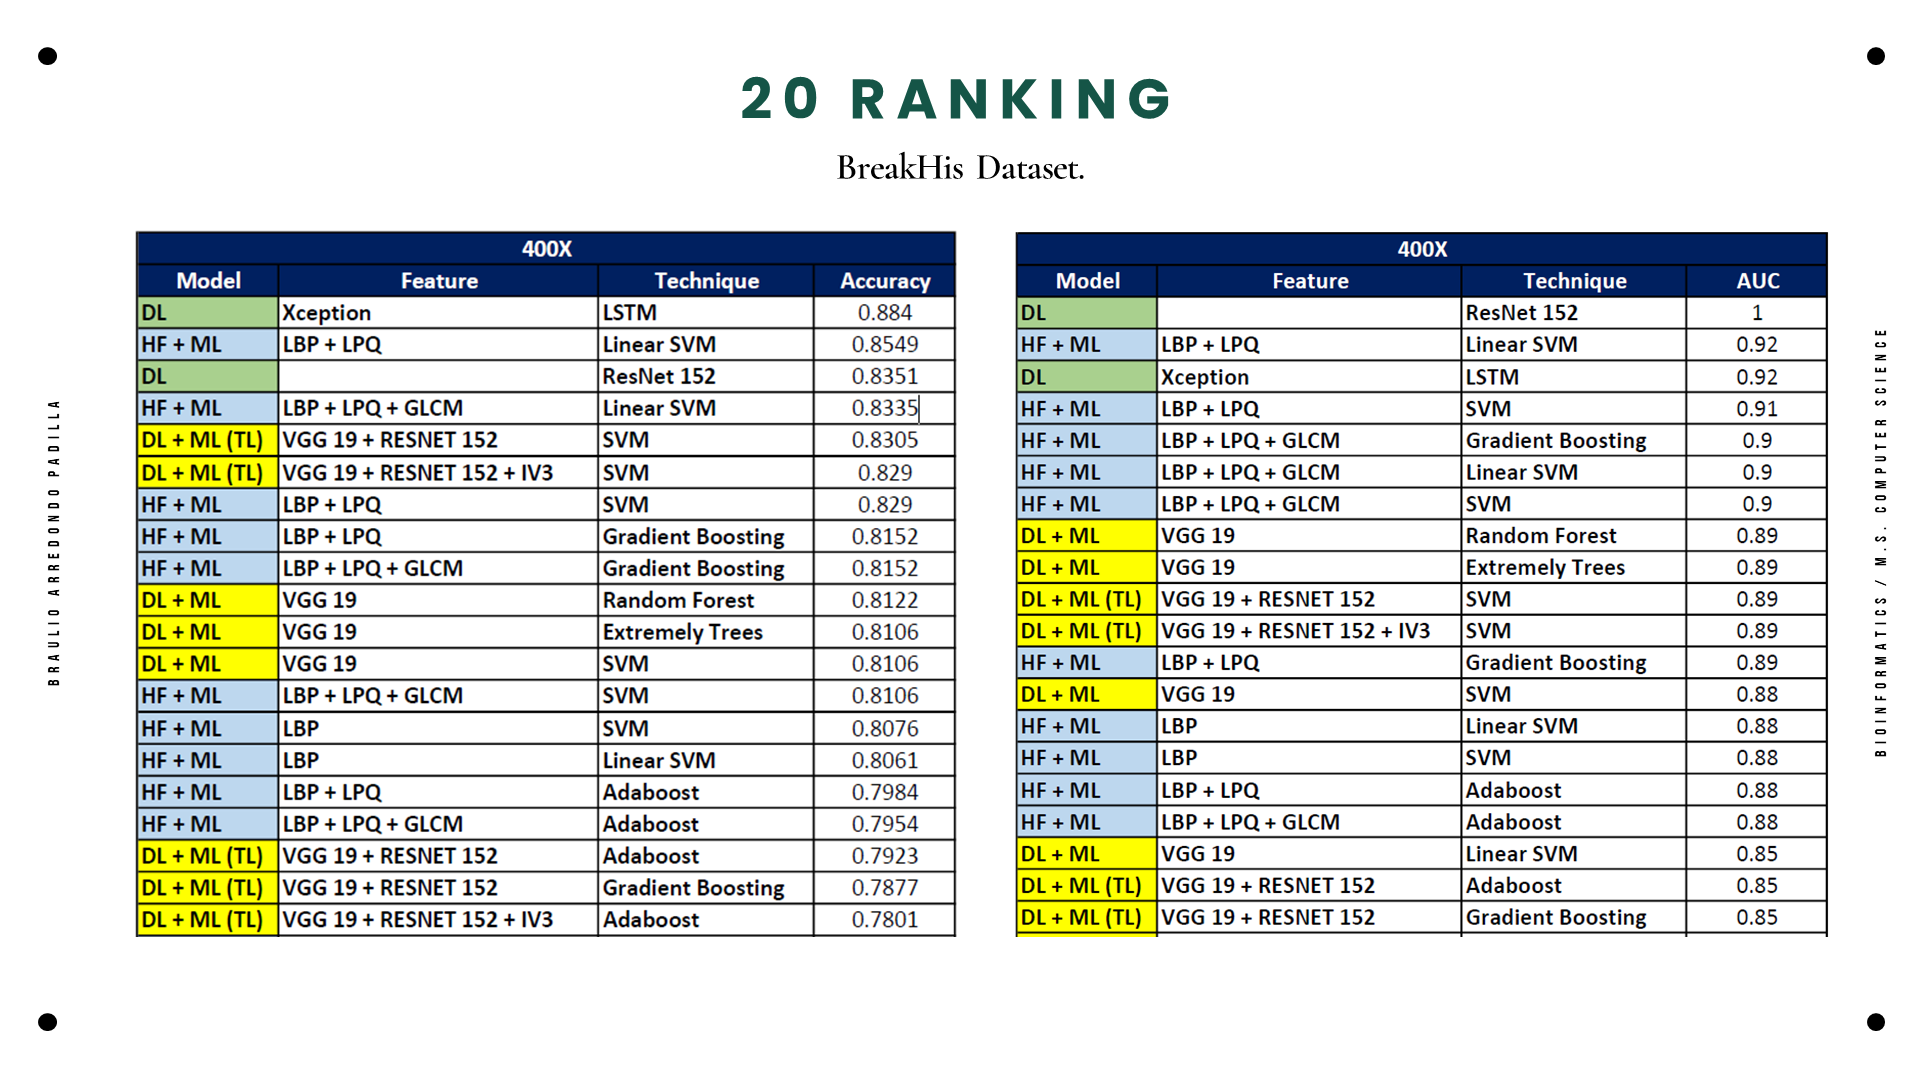 20 RANKING
BreakHis Dataset.
BRAULIO ARREDONDO PADILLA
400X
Model Feature Technique Accuracy
DL Xception LSTM 0.884
HF + ML LBP + LPQ Linear SVM 0.8549
DL ResNet 152 0.8351
HF + ML LBP + LPQ + GLCM Linear SVM 0.8335
DL + ML (TL) VGG 19 + RESNET 152 SVM 0.8305
DL + ML (TL) VGG 19 + RESNET 152 + IV3 SVM 0.829
HF + ML LBP + LPQ SVM 0.829
HF + ML LBP + LPQ Gradient Boosting 0.8152
HF + ML LBP + LPQ + GLCM Gradient Boosting 0.8152
DL + ML VGG 19 Random Forest 0.8122
DL + ML VGG 19 Extremely Trees 0.8106
DL + ML VGG 19 SVM 0.8106
HF + ML LBP + LPQ + GLCM SVM 0.8106
HF + ML LBP SVM 0.8076
HF + ML LBP Linear SVM 0.8061
HF + ML LBP + LPQ Adaboost 0.7984
HF + ML LBP + LPQ + GLCM Adaboost 0.7954
DL + ML (TL) VGG 19 + RESNET 152 Adaboost 0.7923
DL + ML (TL) VGG 19 + RESNET 152 Gradient Boosting 0.7877
DL + ML (TL) VGG 19 + RESNET 152 + IV3 Adaboost 0.7801
400X
Model Feature Technique AUC
DL ResNet 152 1
HF + ML LBP + LPQ Linear SVM 0.92
DL Xception LSTM 0.92
HF + ML LBP + LPQ SVM 0.91
HF + ML LBP + LPQ + GLCM Gradient Boosting 0.9
HF + ML LBP + LPQ + GLCM Linear SVM 0.9
HF + ML LBP + LPQ + GLCM SVM 0.9
DL + ML VGG 19 Random Forest 0.89
DL + ML VGG 19 Extremely Trees 0.89
DL + ML (TL) VGG 19 + RESNET 152 SVM 0.89
DL + ML (TL) VGG 19 + RESNET 152 + IV3 SVM 0.89
HF + ML LBP + LPQ Gradient Boosting 0.89
DL + ML VGG 19 SVM 0.88
HF + ML LBP Linear SVM 0.88
HF + ML LBP SVM 0.88
HF + ML LBP + LPQ Adaboost 0.88
HF + ML LBP + LPQ + GLCM Adaboost 0.88
DL + ML VGG 19 Linear SVM 0.85
DL + ML (TL) VGG 19 + RESNET 152 Adaboost 0.85
DL + ML (TL) VGG 19 + RESNET 152 Gradient Boosting 0.85
BIOINFORMATICS / M.S. COMPUTER SCIENCE